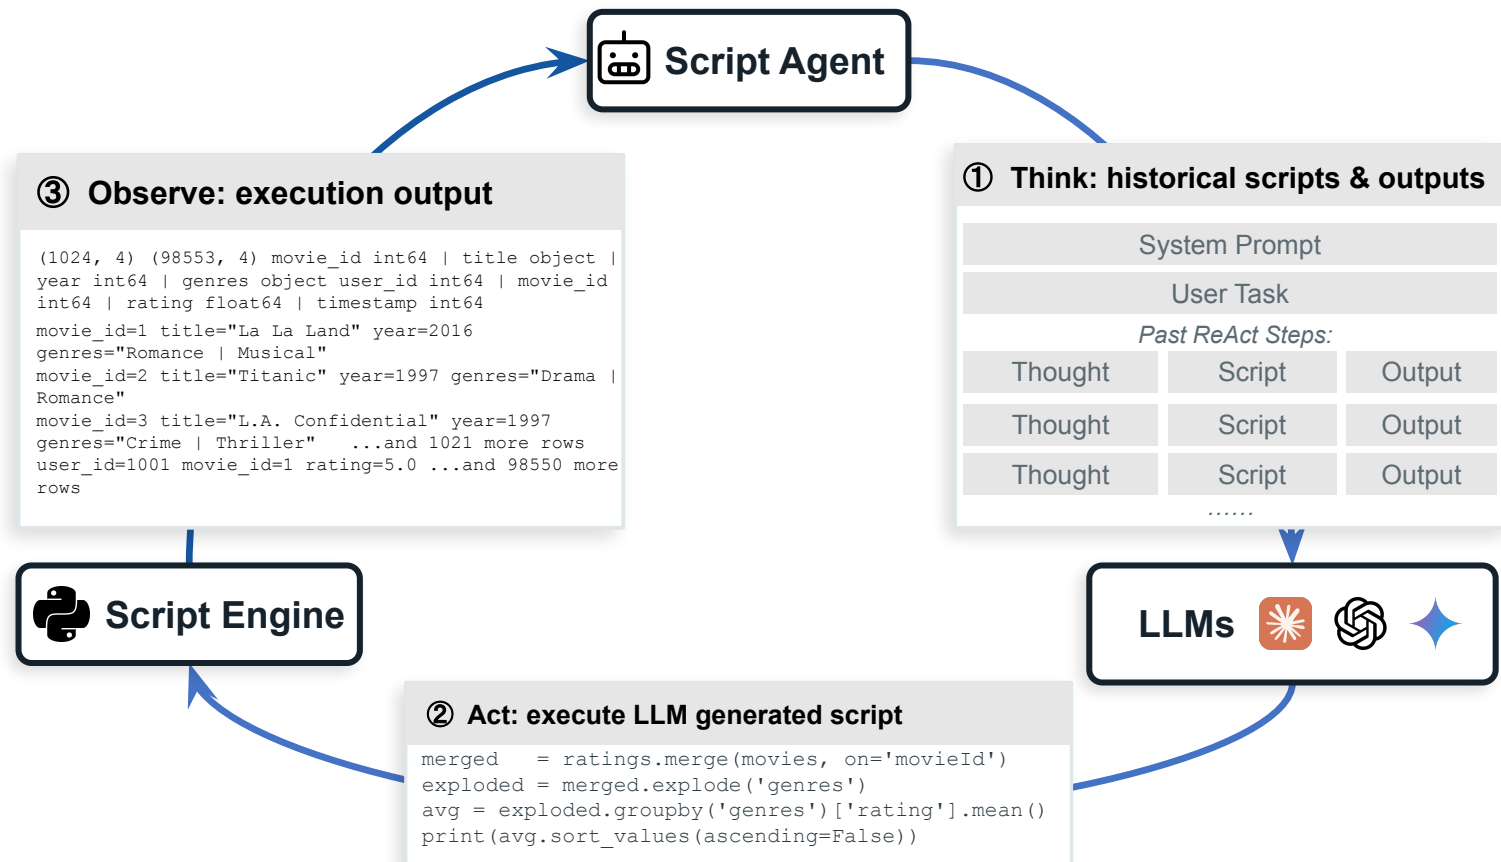 Script Agent
① Think: historical scripts & outputs
System Prompt
User Task
Past ReAct Steps:
Thought Script Output
Thought Script Output
Thought Script Output
......
LLMs
② Act: execute LLM generated script
merged   = ratings.merge(movies, on='movieId')
exploded = merged.explode('genres')
avg = exploded.groupby('genres')['rating'].mean()
print(avg.sort_values(ascending=False))
Script Engine
③ Observe: execution output
(1024, 4) (98553, 4) movie_id int64 | title object |
year int64 | genres object user_id int64 | movie_id
int64 | rating float64 | timestamp int64
movie_id=1 title="La La Land" year=2016
genres="Romance | Musical"
movie_id=2 title="Titanic" year=1997 genres="Drama |
Romance"
movie_id=3 title="L.A. Confidential" year=1997
genres="Crime | Thriller"   ...and 1021 more rows
user_id=1001 movie_id=1 rating=5.0 ...and 98550 more
rows